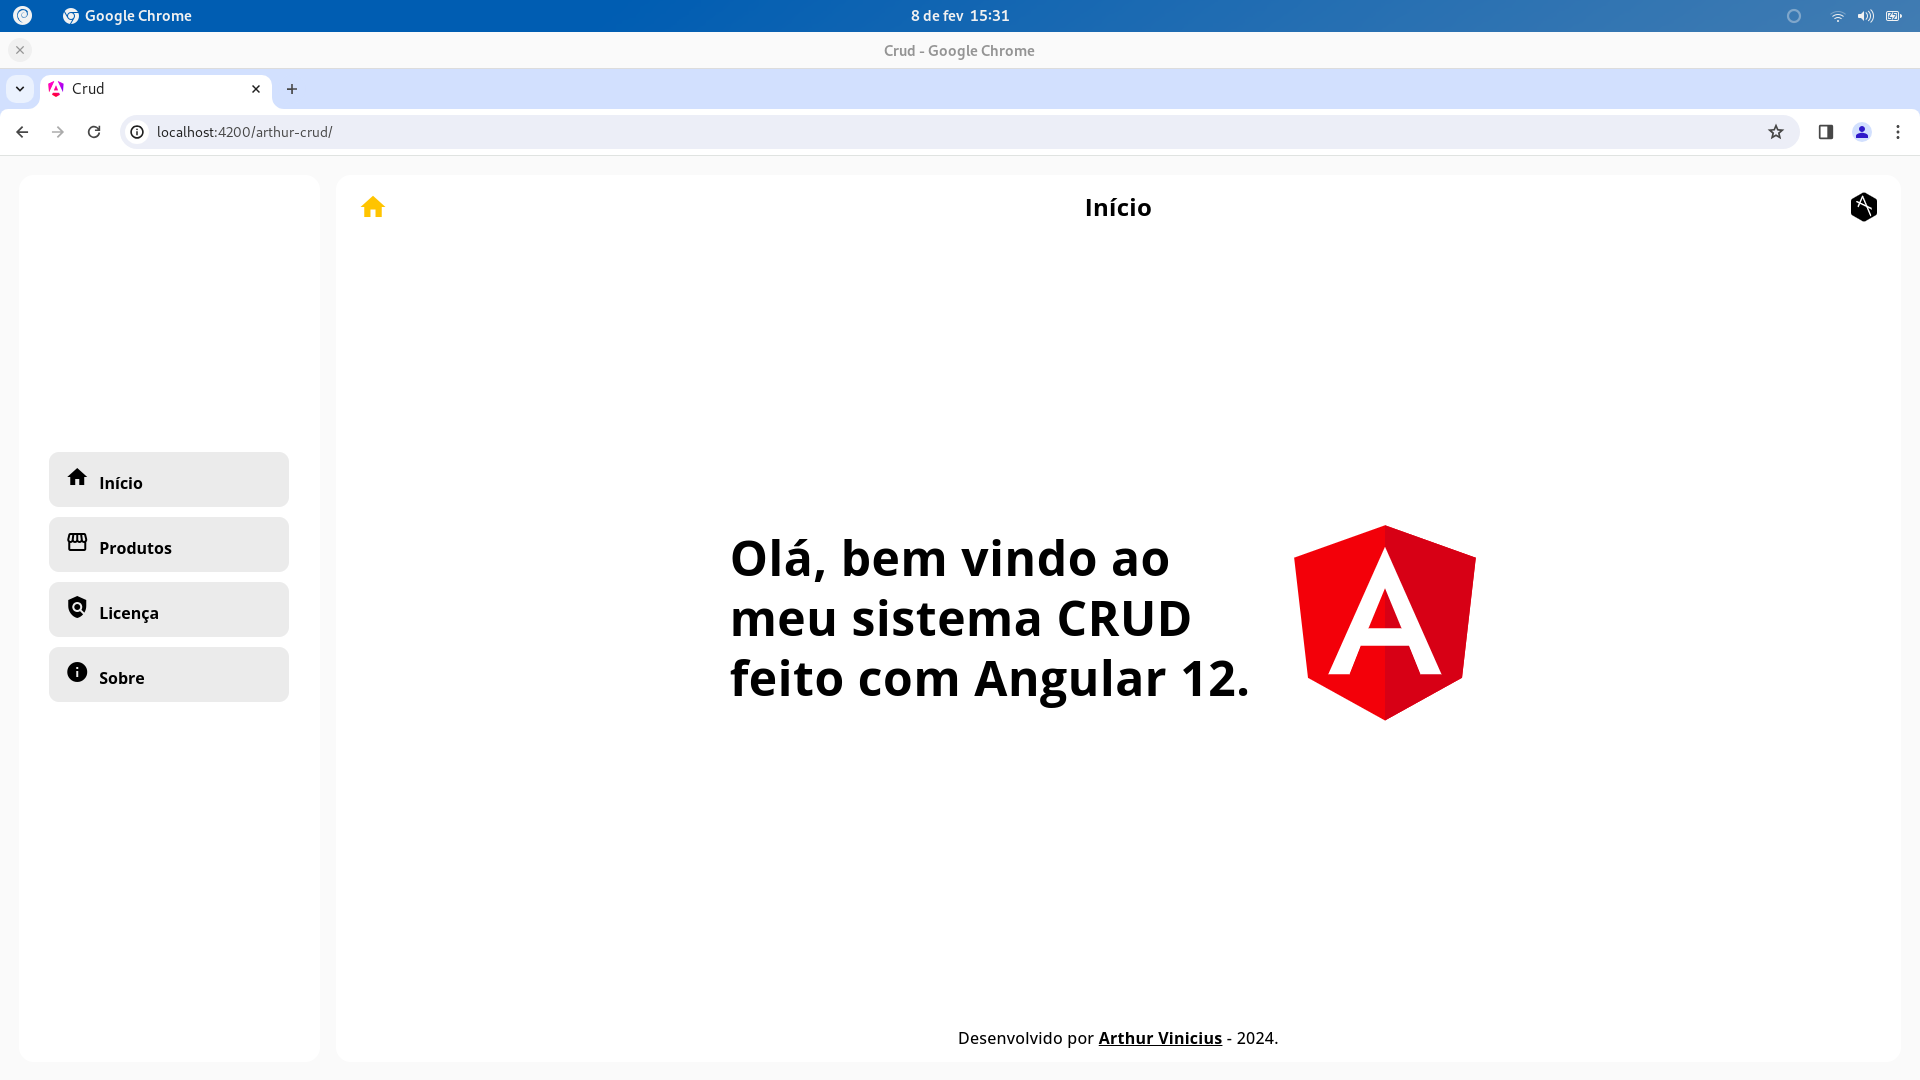 Google Chrome
8 de fev 15:31
Crud - Google Chrome
Crud
localhost:4200/arthur-crud/
Início
Início
Produtos
Licença
Sobre
Olá, bem vindo ao
meu sistema CRUD
feito com Angular 12.
Desenvolvido por Arthur Vinicius - 2024.